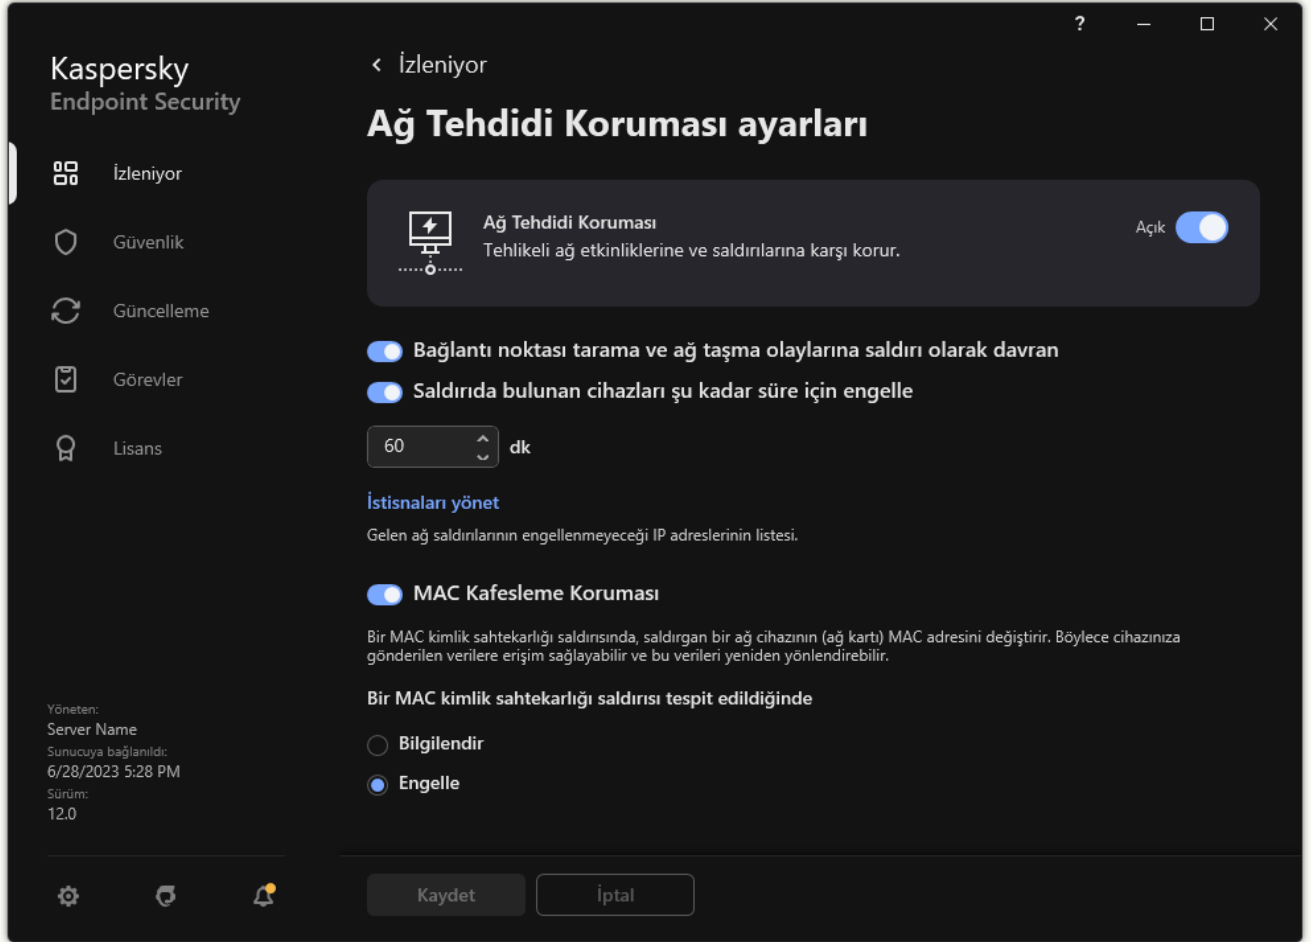 ?
Kaspersky
Endpoint Security
İzleniyor
Güvenlik
Güncelleme
Görevler
Lisans
Yöneten:
Server Name
Sunucuya bağlanıldı:
6/28/2023 5:28 PM
Sürüm:
12.0
İzleniyor
Ağ Tehdidi Koruması ayarları
Ağ Tehdidi Koruması
Tehlikeli ağ etkinliklerine ve saldırılarına karşı korur.
Açık
Bağlantı noktası tarama ve ağ taşma olaylarına saldırı olarak davran
Saldırıda bulunan cihazları şu kadar süre için engelle
60 dk
İstisnaları yönet
Gelen ağ saldırılarının engellenmeyeceği IP adreslerinin listesi.
MAC Kafesleme Koruması
Bir MAC kimlik sahtekarlığı saldırısında, saldırgan bir ağ cihazının (ağ kartı) MAC adresini değiştirir. Böylece cihazınıza
gönderilen verilere erişim sağlayabilir ve bu verileri yeniden yönlendirebilir.
Bir MAC kimlik sahtekarlığı saldırısı tespit edildiğinde
Bilgilendir
Engelle
Kaydet
İptal